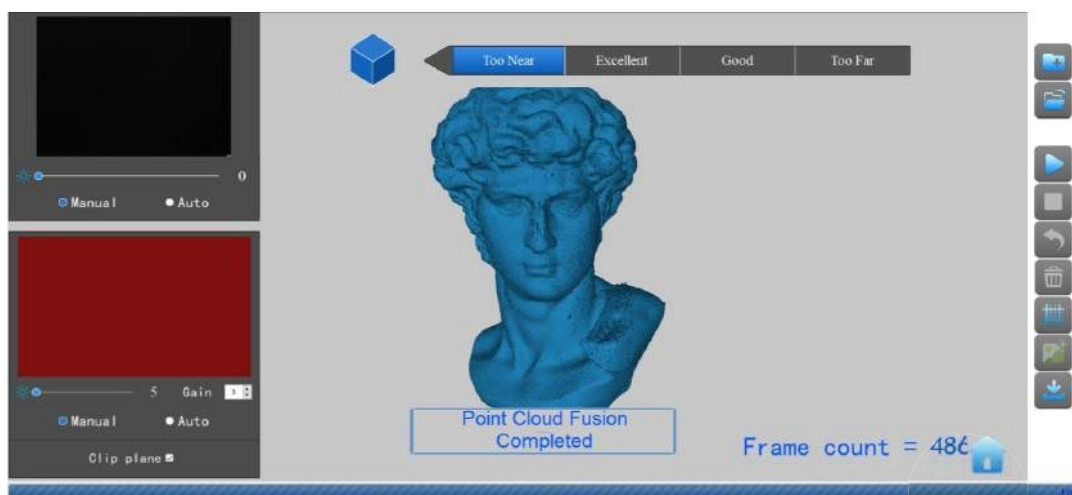 Too Near Excellent Good Too Far
0
Manual Auto
5 Gain
Manual Auto
Clip plane
Point Cloud Fusion
Completed
Frame count = 486